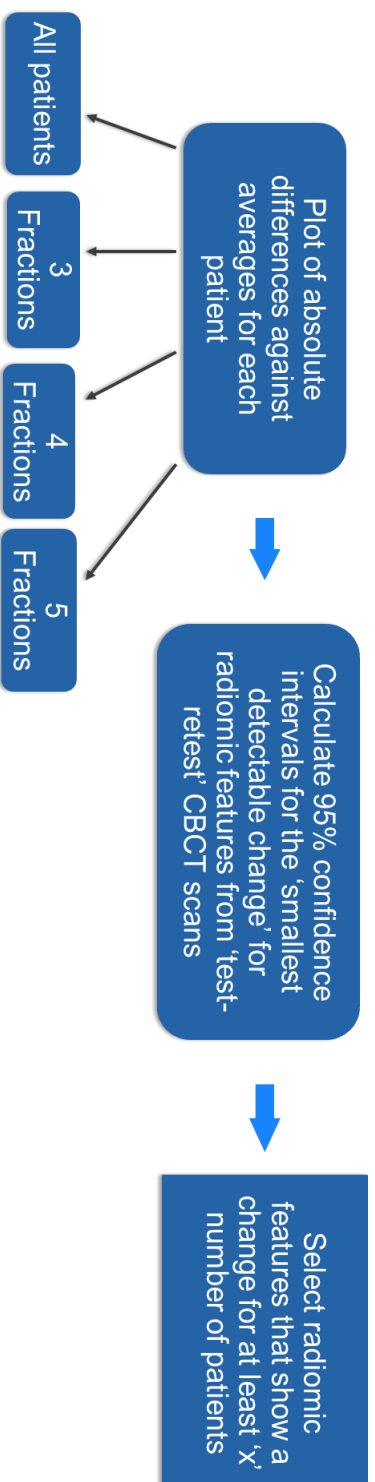 Plot of absolute
differences against
averages for each
patient
Calculate 95% confidence
intervals for the ‘smallest
detectable change’ for
radiomic features from ‘test-
retest’ CBCT scans
Select radiomic
features that show a
change for at least ‘x’
number of patients
All patients
3
Fractions
4
Fractions
5
Fractions